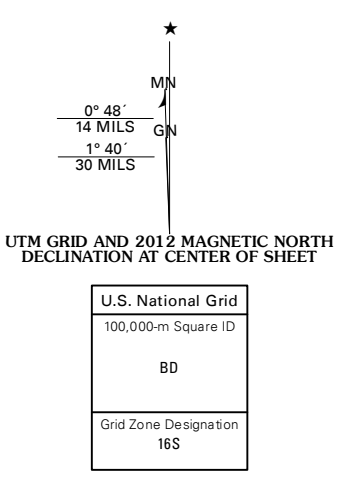 ★
MN
0° 48´
14 MILS
GN
1° 40´
30 MILS
UTM GRID AND 2012 MAGNETIC NORTH
DECLINATION AT CENTER OF SHEET
U.S. National Grid
100,000-m Square ID
BD
Grid Zone Designation
16S